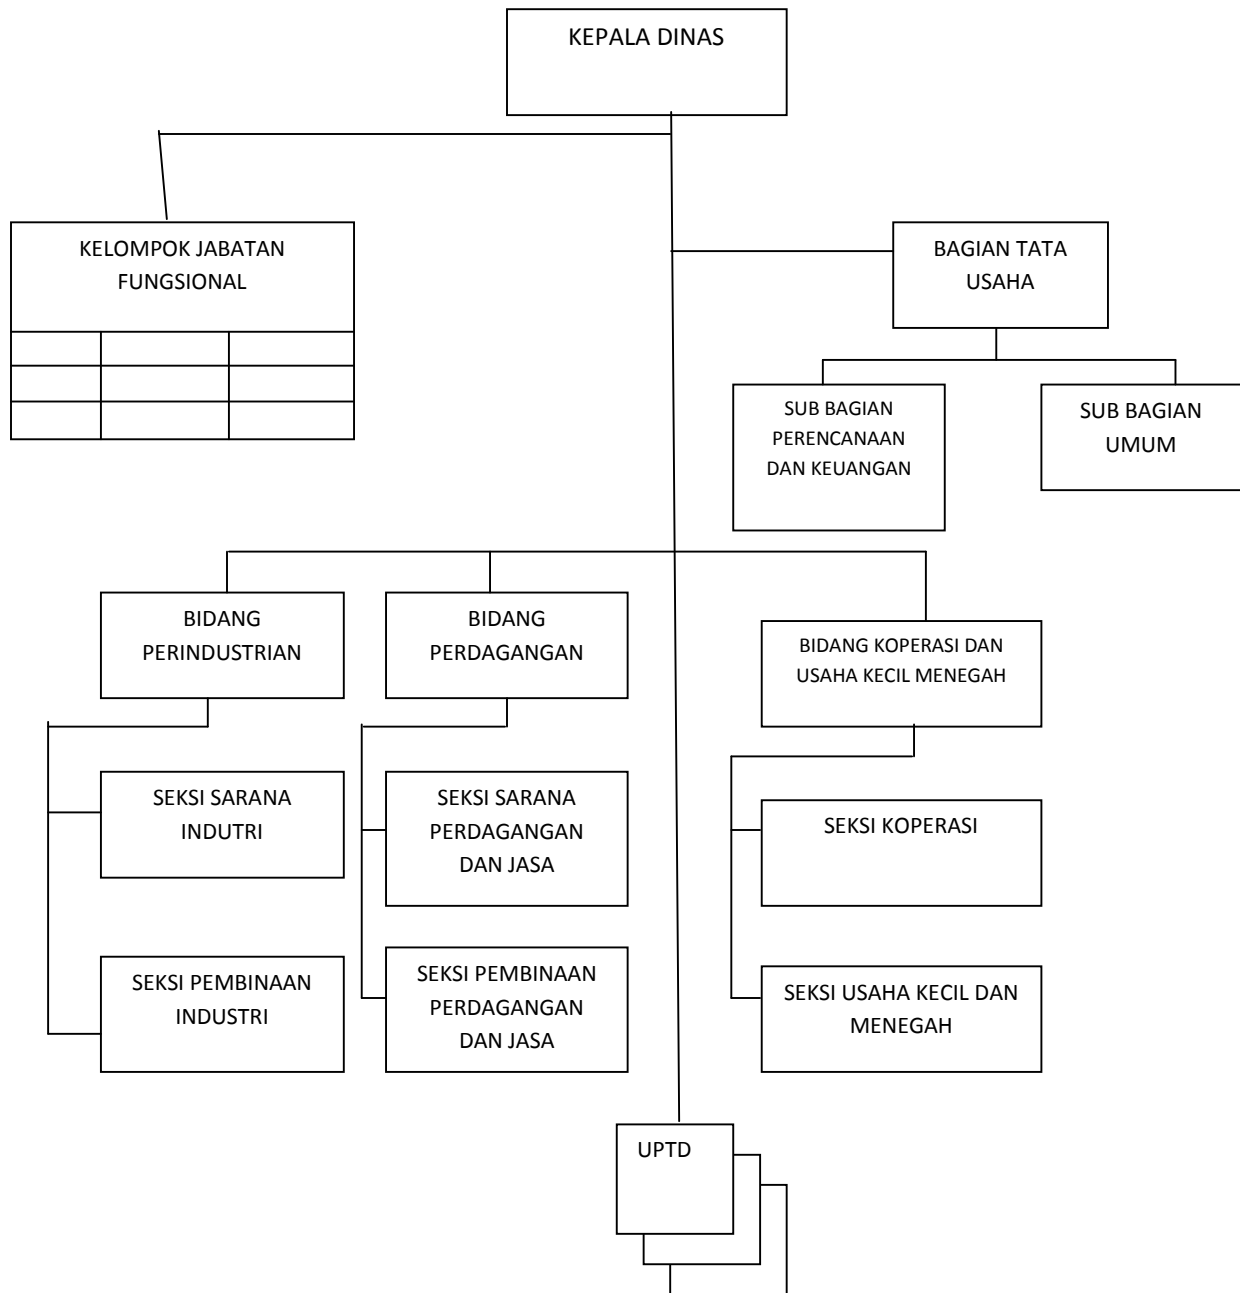 KEPALA DINAS
KELOMPOK JABATAN
FUNGSIONAL
BAGIAN TATA
USAHA
SUB BAGIAN
PERENCANAAN
DAN KEUANGAN
SUB BAGIAN
UMUM
BIDANG
PERINDUSTRIAN
BIDANG
PERDAGANGAN
BIDANG KOPERASI DAN
USAHA KECIL MENEGAH
SEKSI SARANA
INDUTRI
SEKSI SARANA
PERDAGANGAN
DAN JASA
SEKSI KOPERASI
SEKSI PEMBINAAN
INDUSTRI
SEKSI PEMBINAAN
PERDAGANGAN
DAN JASA
SEKSI USAHA KECIL DAN
MENEGAH
UPTD